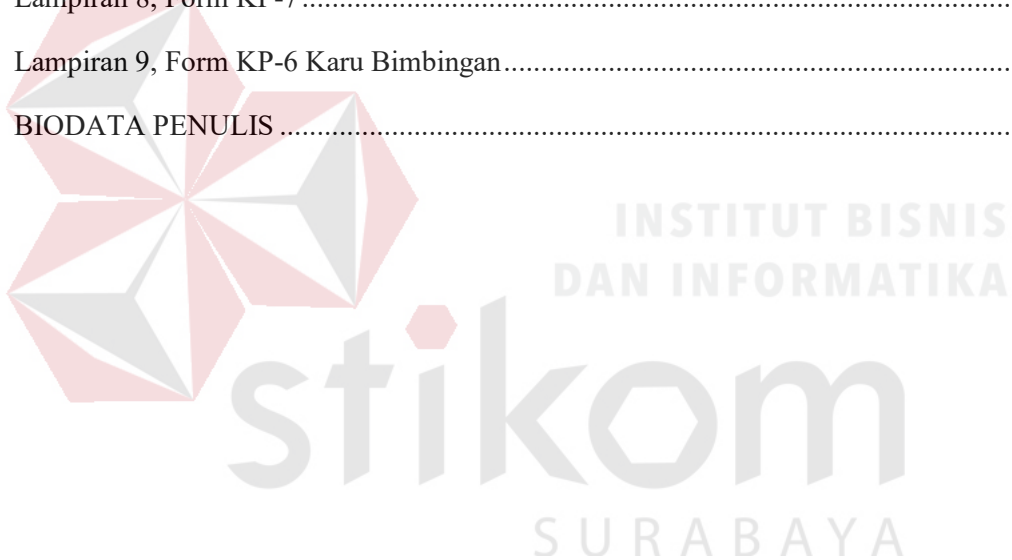 Lampiran 8, Form KP-7..........................................................................................
Lampiran 9, Form KP-6 Karu Bimbingan................................................................
BIODATA PENULIS ..............................................................................................
INSTITUT BISNIS
DAN INFORMATIKA
stikom
SURABAYA